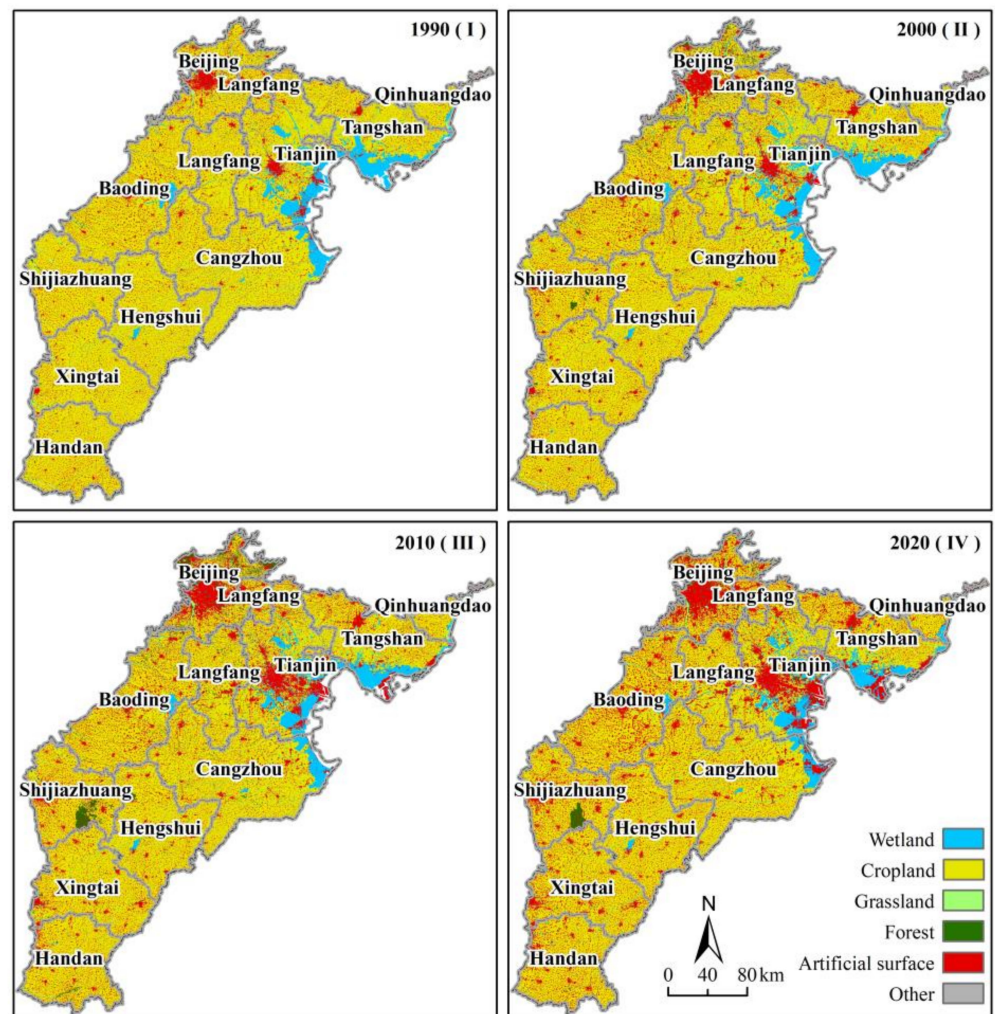 1990 ( I )
Beijing
Langfang
Qinhuangdao
Tangshan
Langfang
Tianjin
Baoding
Cangzhou
Shijiazhuang
Hengshui
Xingtai
Handan
2000 ( II )
Beijing
Langfang
Qinhuangdao
Tangshan
Langfang
Tianjin
Baoding
Cangzhou
Shijiazhuang
Hengshui
Xingtai
Handan
2010 ( III )
Beijing
Langfang
Qinhuangdao
Tangshan
Langfang
Tianjin
Baoding
Cangzhou
Shijiazhuang
Hengshui
Xingtai
Handan
2020 ( IV )
Beijing
Langfang
Qinhuangdao
Tangshan
Langfang
Tianjin
Baoding
Cangzhou
Shijiazhuang
Hengshui
Xingtai
Handan
Wetland
Cropland
Grassland
Forest
Artificial surface
Other
N
0 40 80 km